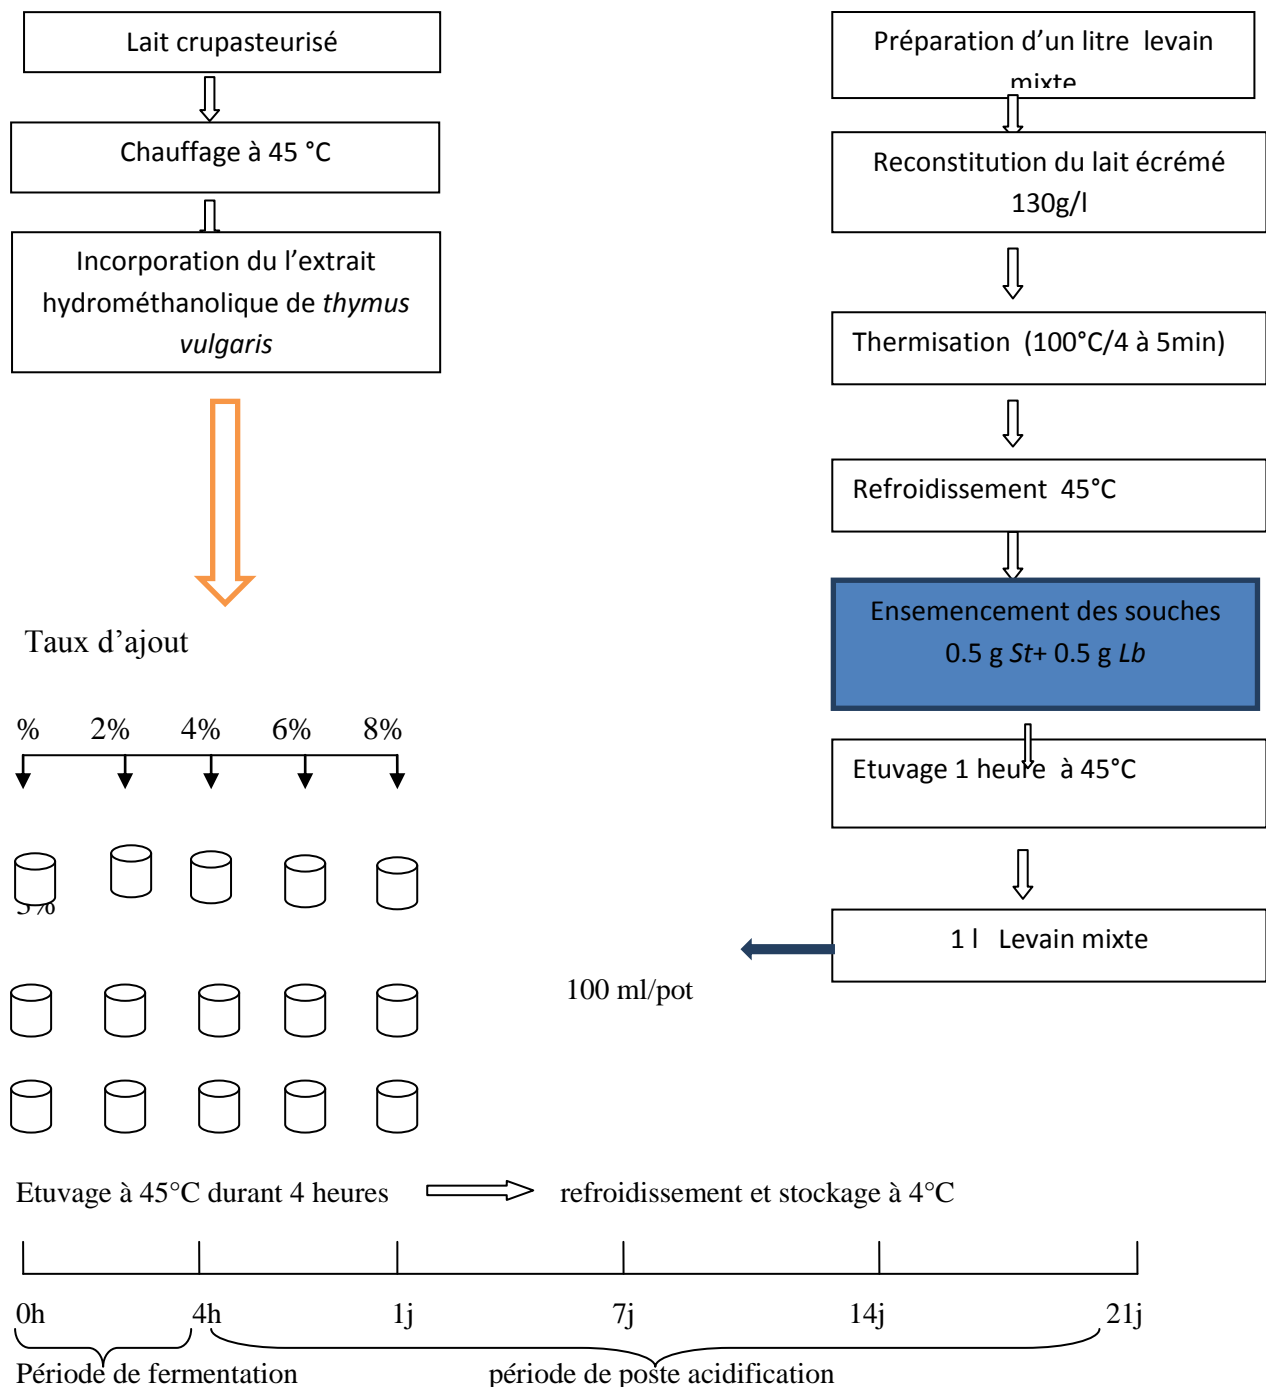 Lait crupasteurisé
Chauffage à 45 °C
Incorporation du l’extrait
hydrométhanolique de thymus
vulgaris
Taux d’ajout
% 2% 4% 6% 8%
Préparation d’un litre levain
mixte
Reconstitution du lait écrémé
130g/l
Thermisation (100°C/4 à 5min)
Refroidissement 45°C
Ensemencement des souches
0.5 g St+ 0.5 g Lb
Etuvage 1 heure à 45°C
1 l Levain mixte
100 ml/pot
Etuvage à 45°C durant 4 heures refroidissement et stockage à 4°C
0h 4h 1j 7j 14j 21j
Période de fermentation période de poste acidification